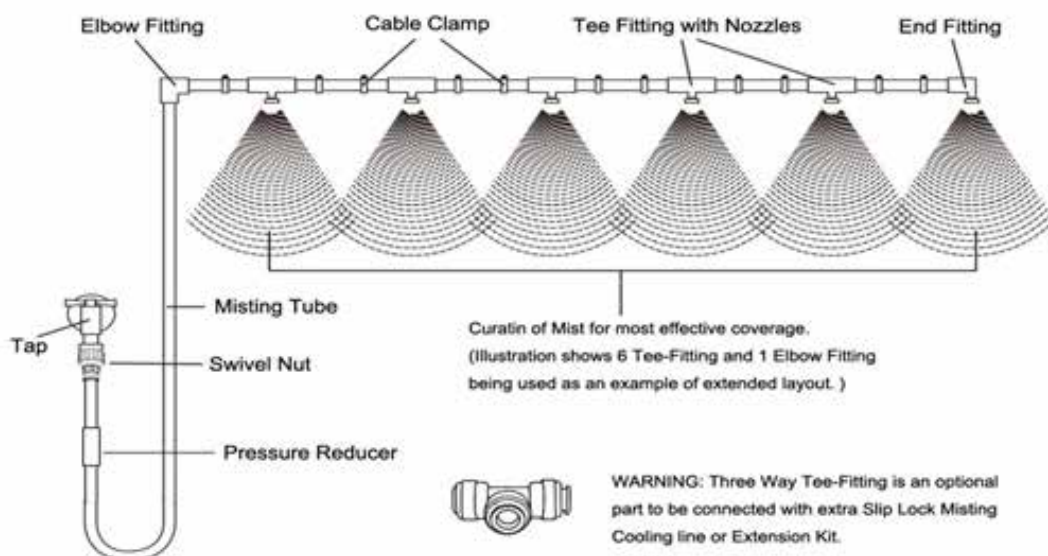 Elbow Fitting
Cable Clamp
Tee Fitting with Nozzles
End Fitting
Misting Tube
Tap
Swivel Nut
Pressure Reducer
Curatin of Mist for most effective coverage.
(Illustration shows 6 Tee-Fitting and 1 Elbow Fitting
being used as an example of extended layout. )
WARNING: Three Way Tee-Fitting is an optional
part to be connected with extra Slip Lock Misting
Cooling line or Extension Kit.